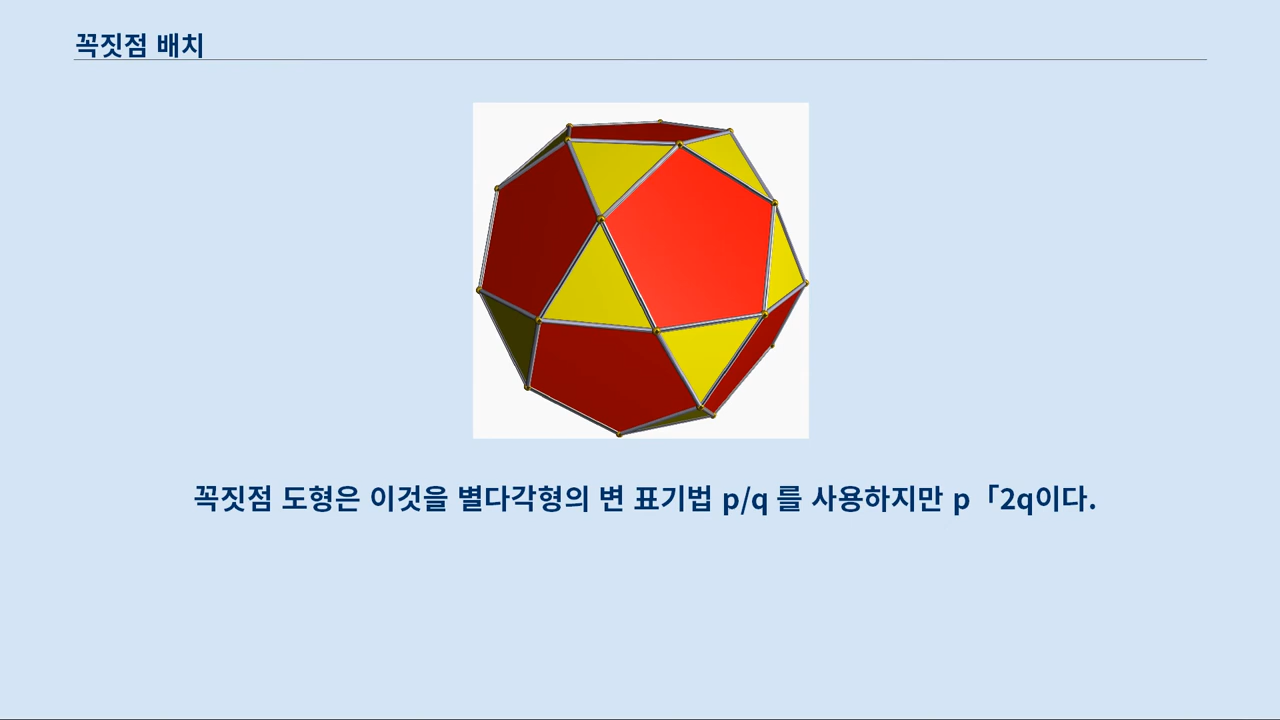 꼭짓점 배치
꼭짓점 도형은 이것을 별다각형의 변 표기법 p/q 를 사용하지만 p「2q이다.